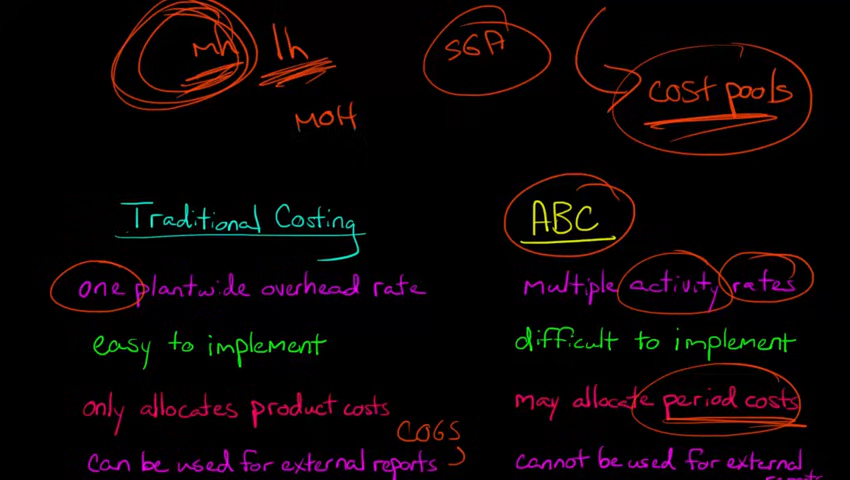 mh lh
SGA
cost pools
MOH
Traditional Costing
ABC
one plantwide overhead rate
multiple activity rates
easy to implement
difficult to implement
only allocates product costs
may allocate period costs
COGS
can be used for external reports
cannot be used for external
reports